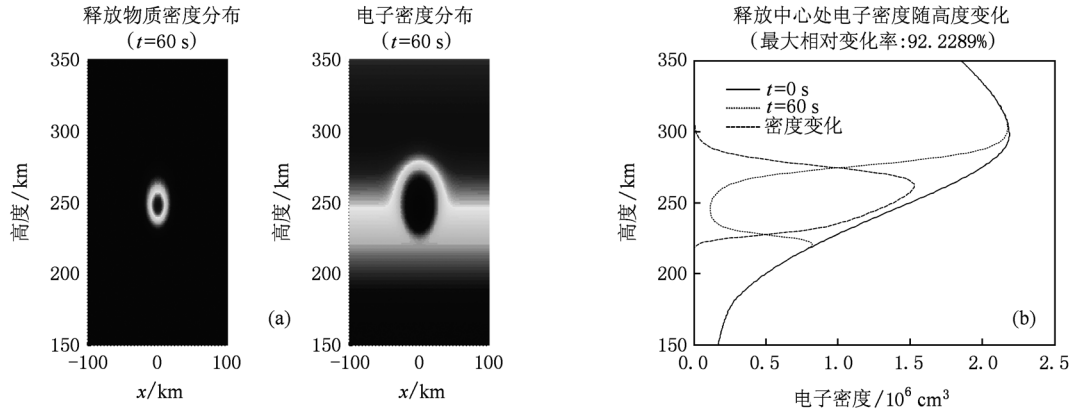 释放物质密度分布
(t=60 s)
350
300
250
200
150
高度/km
-100
0
100
x/km
(a)
电子密度分布
(t=60 s)
350
300
250
200
150
高度/km
-100
0
100
x/km
释放中心处电子密度随高度变化
(最大相对变化率:92.2289%)
t=0 s
t=60 s
密度变化
350
300
250
200
150
高度/km
(b)
0.0
0.5
1.0
1.5
2.0
2.5
电子密度/10⁶ cm³